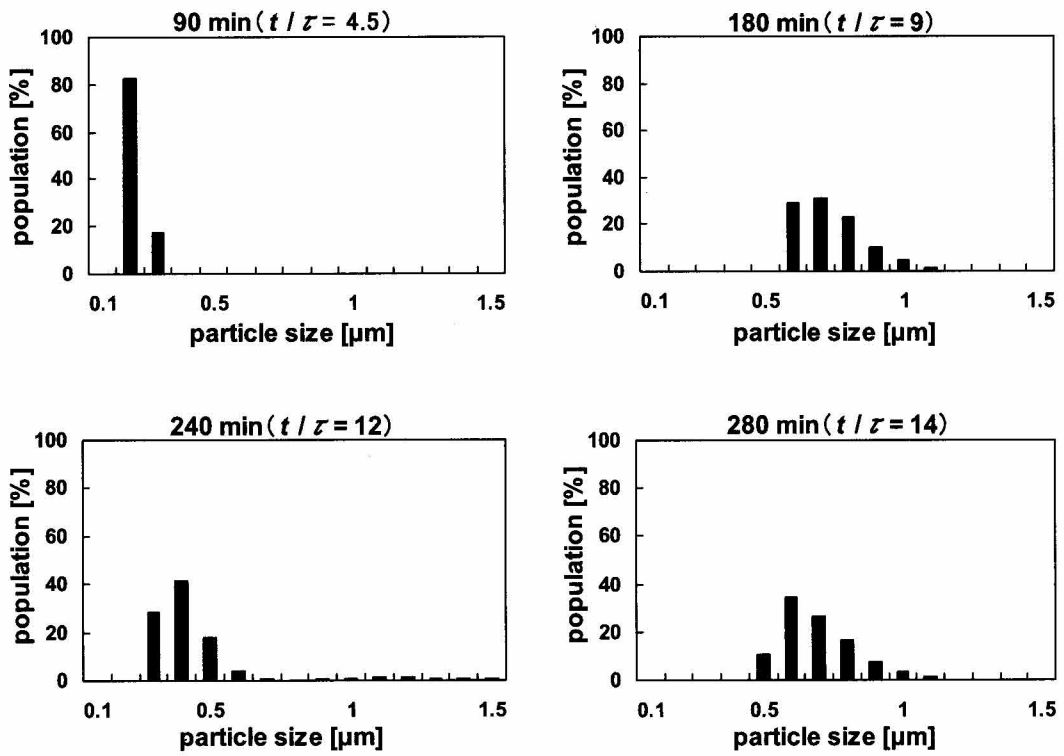 90 min ( t / τ = 4.5)
100
80
60
40
20
0
population [%]
0.1 0.5 1 1.5
particle size [µm]
180 min ( t / τ = 9)
100
80
60
40
20
0
population [%]
0.1 0.5 1 1.5
particle size [µm]
240 min ( t / τ = 12)
100
80
60
40
20
0
population [%]
0.1 0.5 1 1.5
particle size [µm]
280 min ( t / τ = 14)
100
80
60
40
20
0
population [%]
0.1 0.5 1 1.5
particle size [µm]